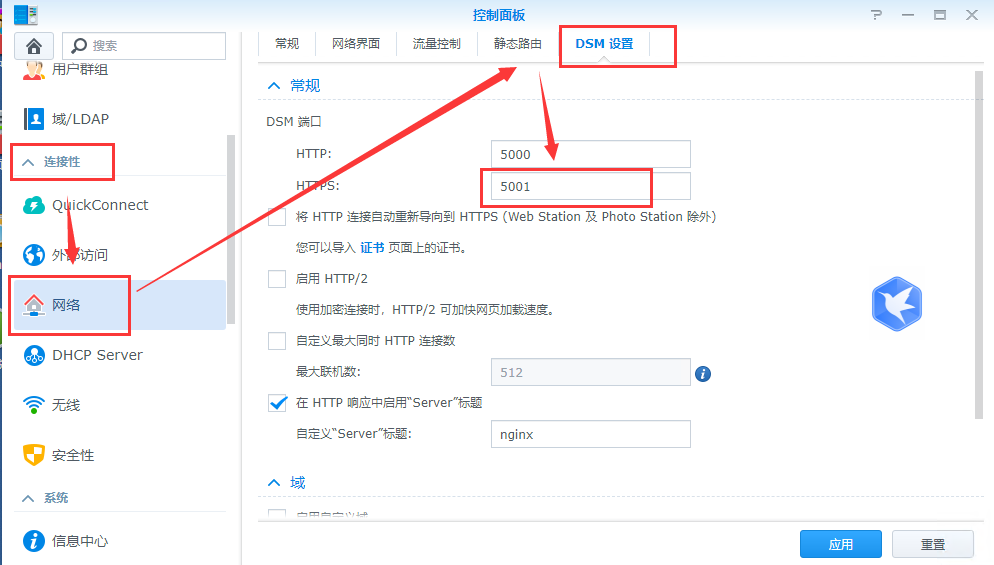 控制面板
搜索
用户群组
域/LDAP
连接性
QuickConnect
外部访问
网络
DHCP Server
无线
安全性
系统
信息中心
常规 网络界面 流量控制 静态路由 DSM 设置
常规
DSM 端口
HTTP: 5000
HTTPS: 5001
将 HTTP 连接自动重新导向到 HTTPS (Web Station 及 Photo Station 除外)
您可以导入 证书 页面上的证书。
启用 HTTP/2
使用加密连接时，HTTP/2 可加快网页加载速度。
自定义最大同时 HTTP 连接数
最大联机数: 512
在 HTTP 响应中启用“Server”标题
自定义“Server”标题: nginx
域
启用自定义域
应用 重置